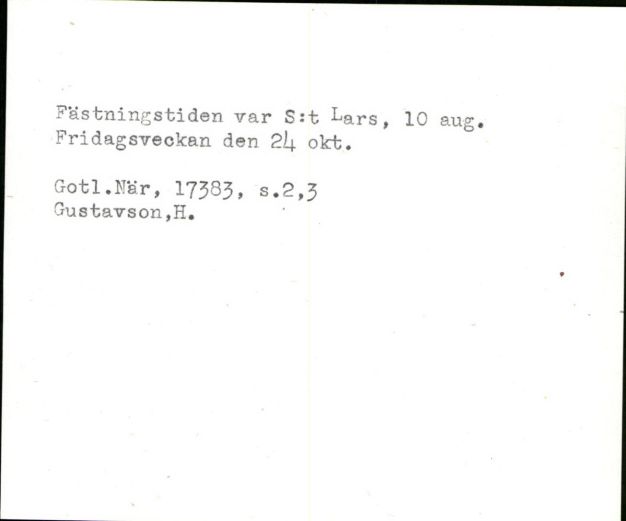 Fästningstiden var S:t Lars, 10 aug.
Fridagsveckan den 24 okt.
Gotl.När, 17383, s.2,3
Gustavson,H.